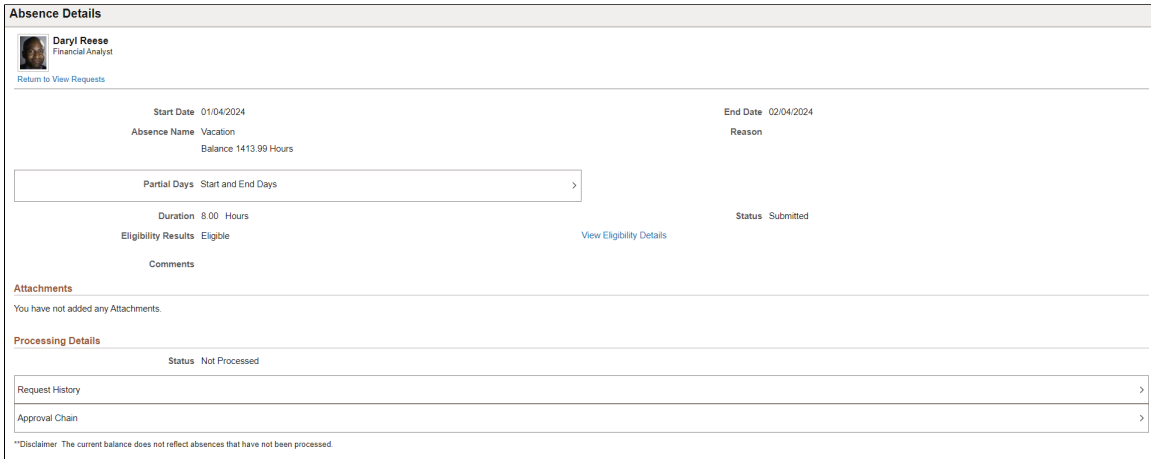 Absence Details
Daryl Reese
Financial Analyst
Return to View Requests
Start Date 01/04/2024 End Date 02/04/2024
Absence Name Vacation Reason
Balance 1413.99 Hours
Partial Days Start and End Days
Duration 8.00 Hours Status Submitted
Eligibility Results Eligible View Eligibility Details
Comments
Attachments
You have not added any Attachments.
Processing Details
Status Not Processed
Request History
Approval Chain
**Disclaimer The current balance does not reflect absences that have not been processed.